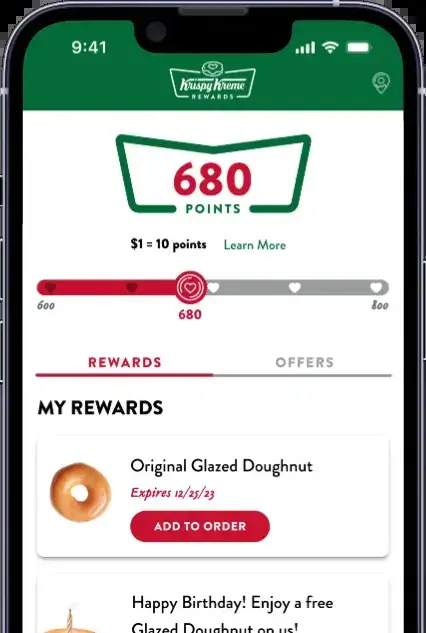 9:41
Krispy Kreme
REWARDS
680
POINTS
$1 = 10 points Learn More
600 800
680
REWARDS OFFERS
MY REWARDS
Original Glazed Doughnut
Expires 12/25/23
ADD TO ORDER
Happy Birthday! Enjoy a free
Glazed Doughnut on us!